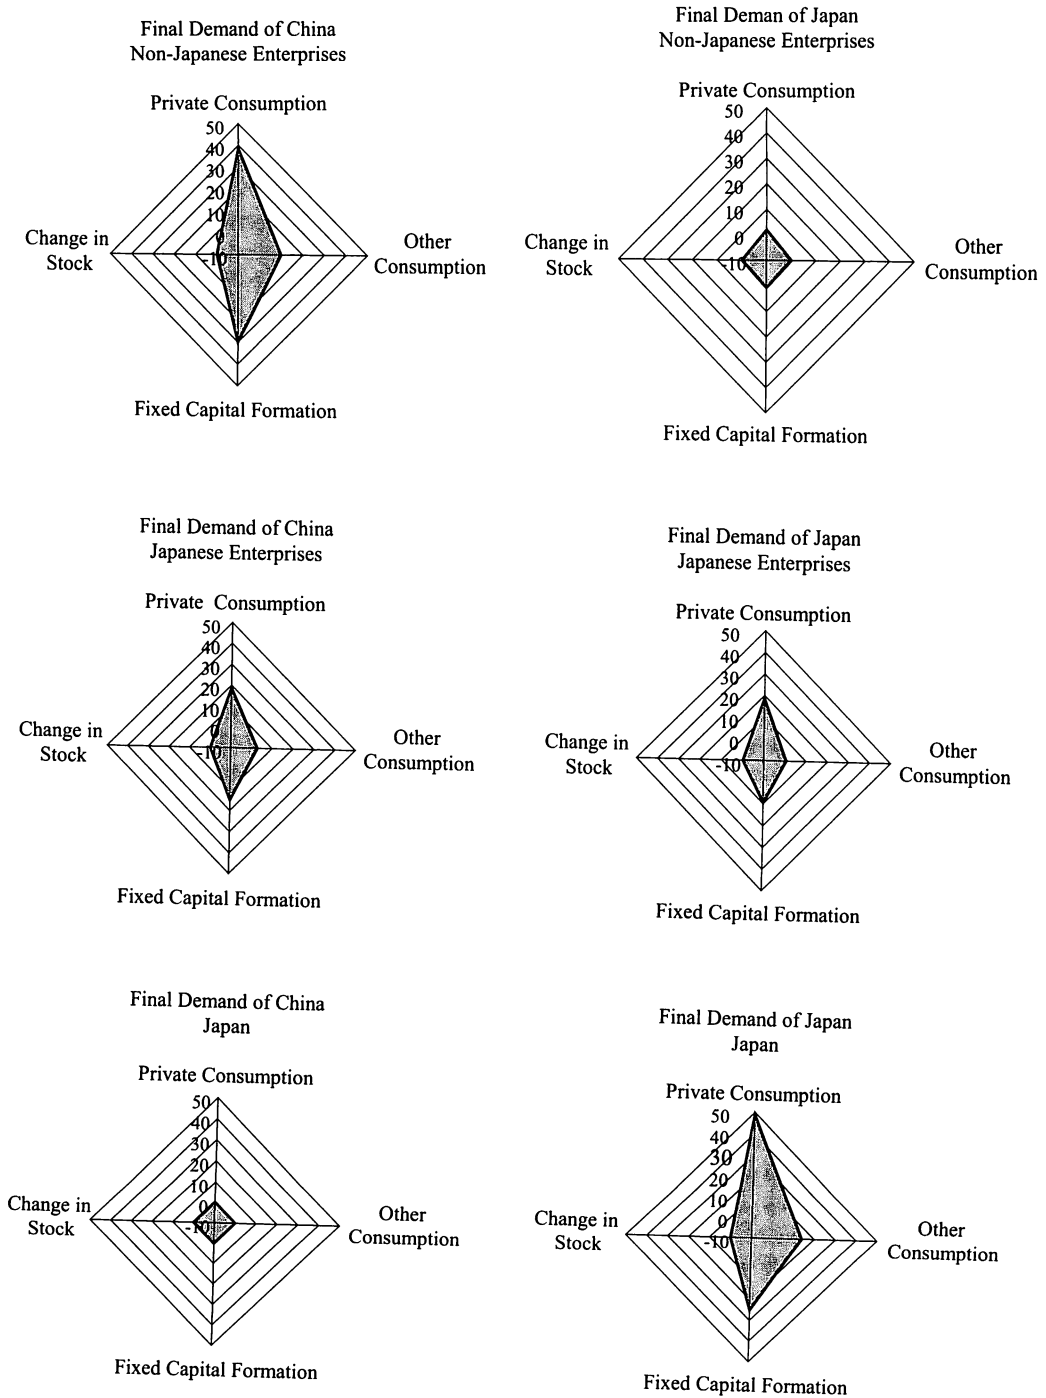 Final Demand of China
Non-Japanese Enterprises
Private Consumption
50
40
30
20
10
0
-10
Change in
Stock
Other
Consumption
Fixed Capital Formation
Final Deman of Japan
Non-Japanese Enterprises
Private Consumption
50
40
30
20
10
0
-10
Change in
Stock
Other
Consumption
Fixed Capital Formation
Final Demand of China
Japanese Enterprises
Private Consumption
50
40
30
20
10
0
-10
Change in
Stock
Other
Consumption
Fixed Capital Formation
Final Demand of Japan
Japanese Enterprises
Private Consumption
50
40
30
20
10
0
-10
Change in
Stock
Other
Consumption
Fixed Capital Formation
Final Demand of China
Japan
Private Consumption
50
40
30
20
10
0
-10
Change in
Stock
Other
Consumption
Fixed Capital Formation
Final Demand of Japan
Japan
Private Consumption
50
40
30
20
10
0
-10
Change in
Stock
Other
Consumption
Fixed Capital Formation